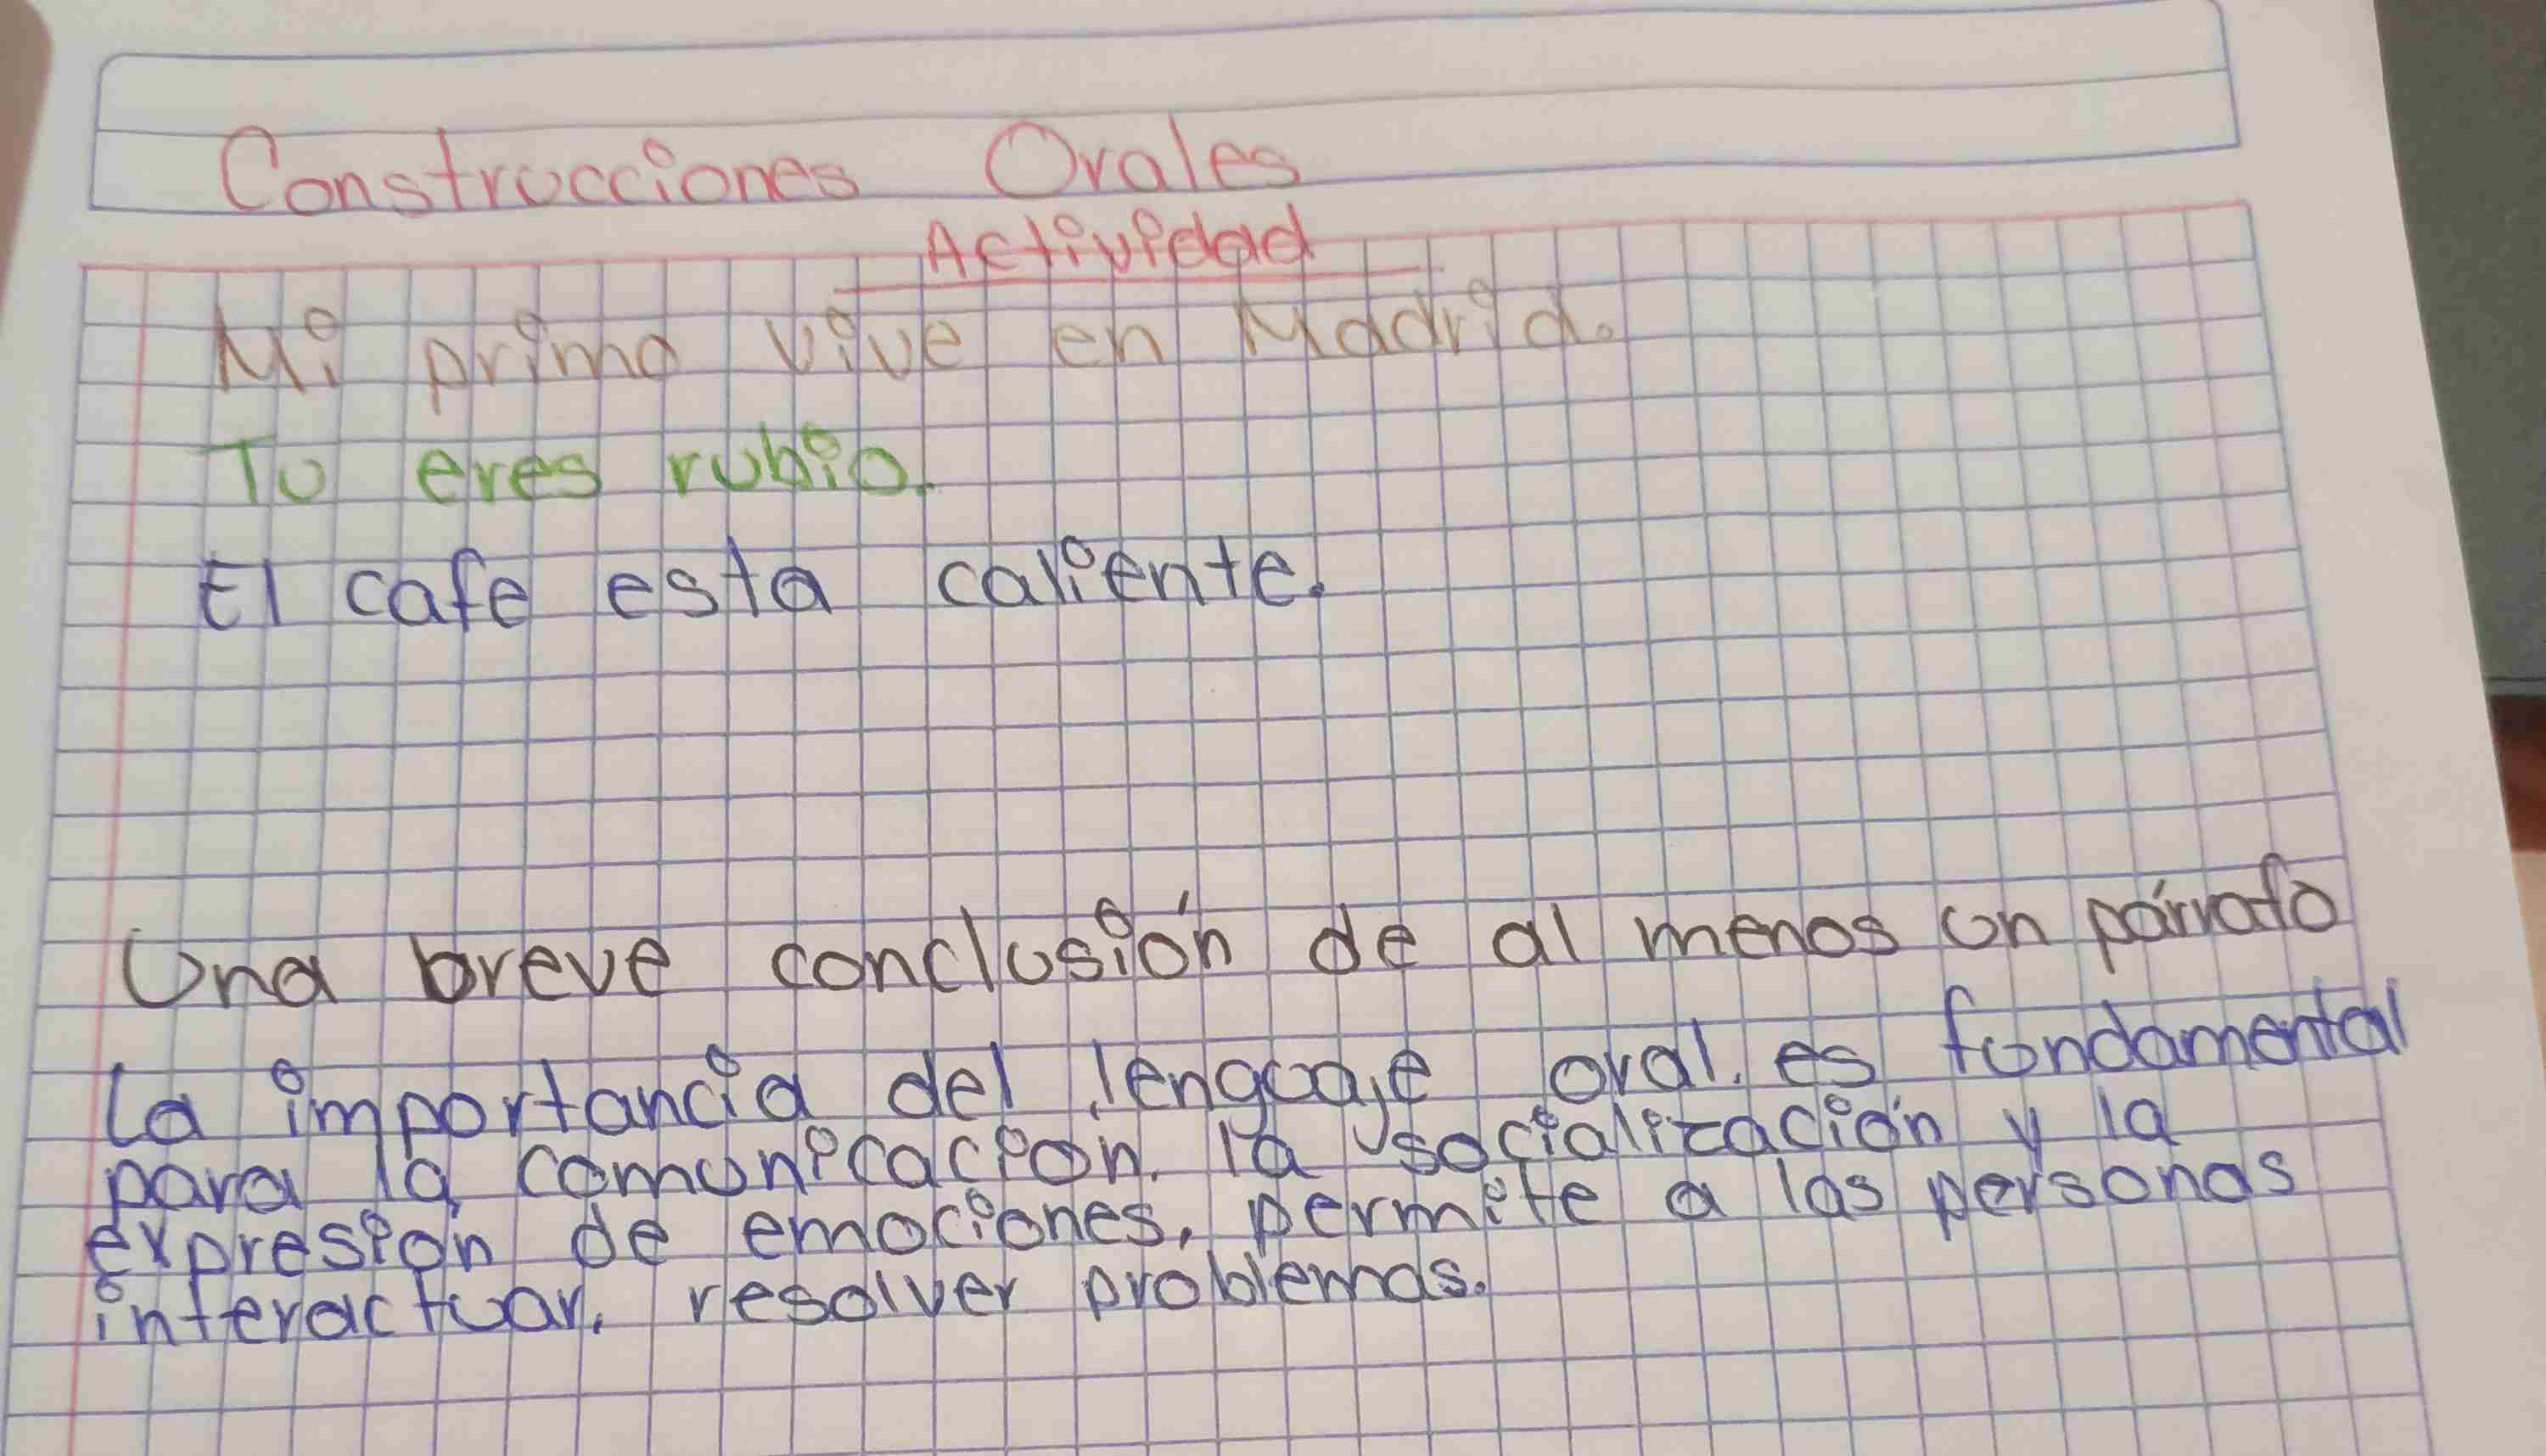 Construcciones Orales
Actividad
Mi primo vive en Madrid.
Tu eres rubio.
El cafe esta caliente.
Una breve conclusión de al menos un párrafo
La importancia del lenguaje oral, es fundamental
para la comunicacion, la socialización y la
expresion de emociones, permite a las personas
interactuar, resolver problemas.